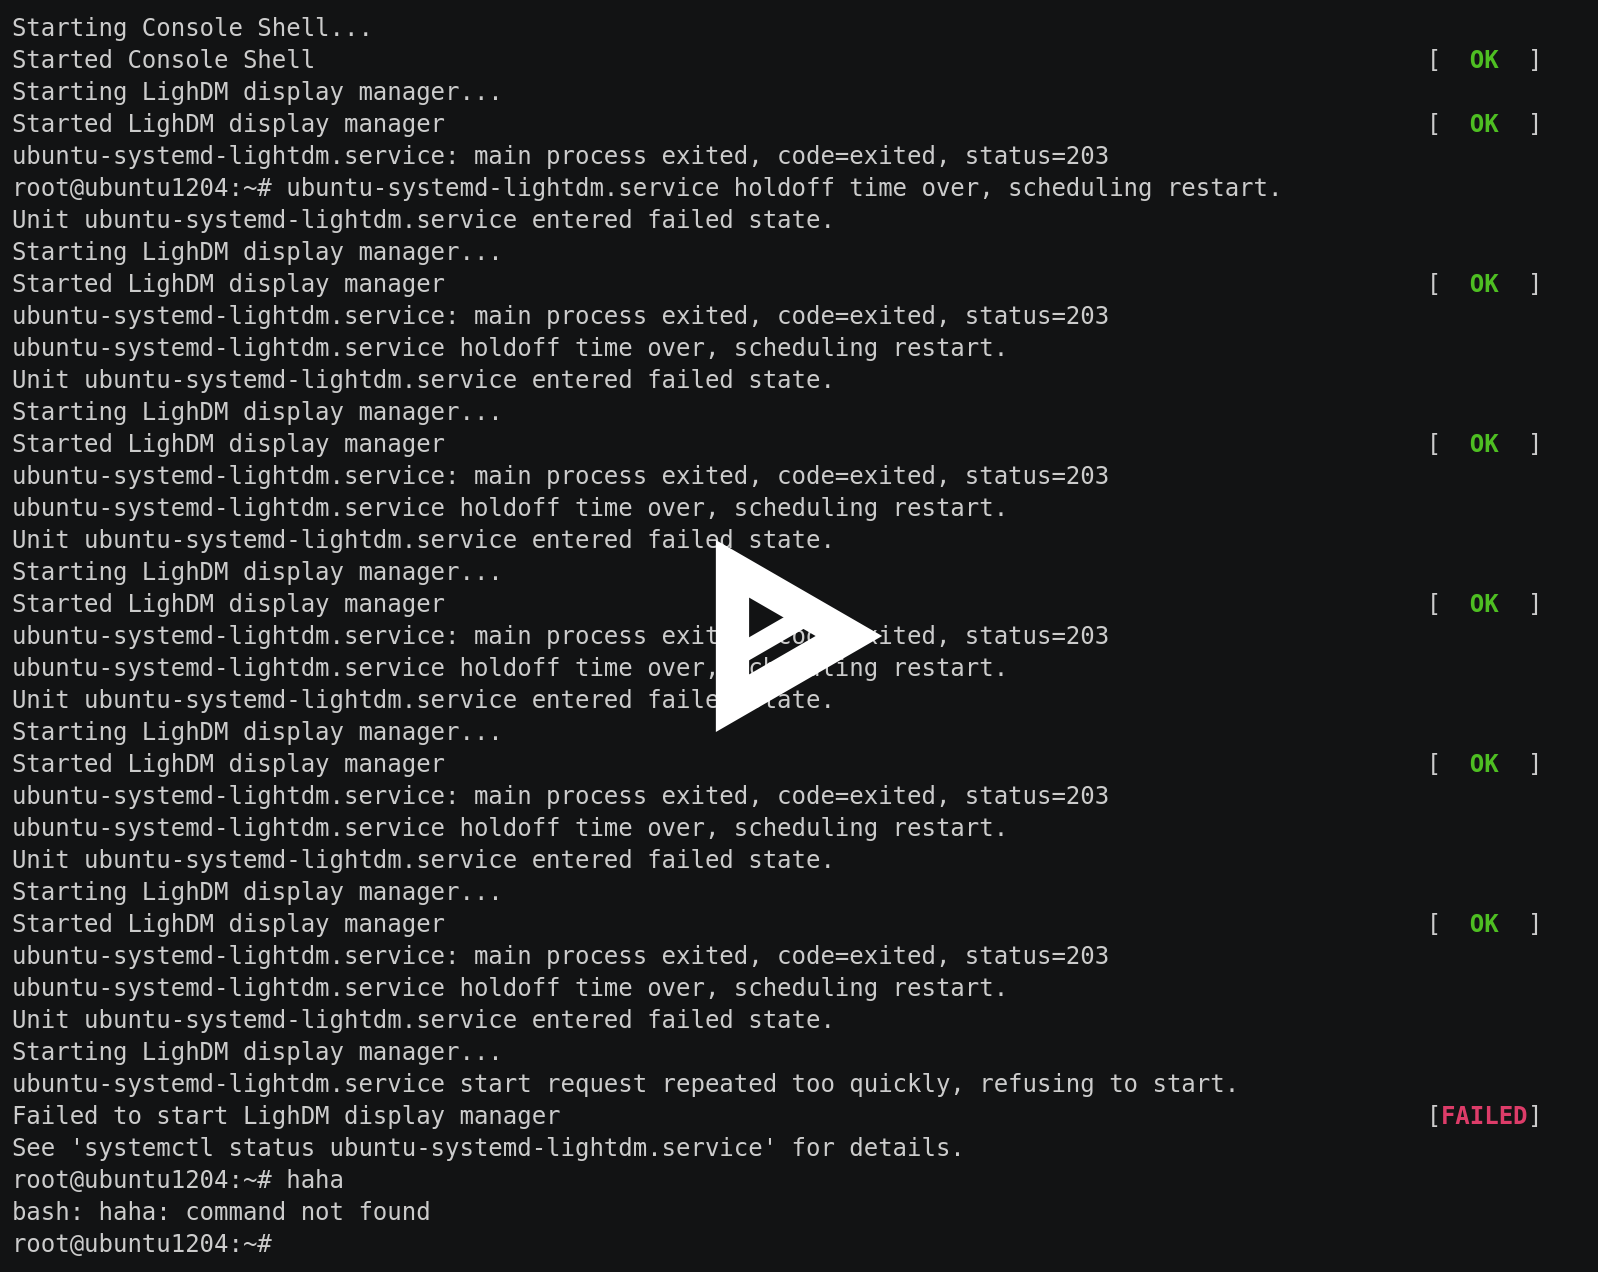 Starting Console Shell...
Started Console Shell [ OK ]
Starting LighDM display manager...
Started LighDM display manager [ OK ]
ubuntu-systemd-lightdm.service: main process exited, code=exited, status=203
root@ubuntu1204:~# ubuntu-systemd-lightdm.service holdoff time over, scheduling restart.
Unit ubuntu-systemd-lightdm.service entered failed state.
Starting LighDM display manager...
Started LighDM display manager [ OK ]
ubuntu-systemd-lightdm.service: main process exited, code=exited, status=203
ubuntu-systemd-lightdm.service holdoff time over, scheduling restart.
Unit ubuntu-systemd-lightdm.service entered failed state.
Starting LighDM display manager...
Started LighDM display manager [ OK ]
ubuntu-systemd-lightdm.service: main process exited, code=exited, status=203
ubuntu-systemd-lightdm.service holdoff time over, scheduling restart.
Unit ubuntu-systemd-lightdm.service entered failed state.
Starting LighDM display manager...
Started LighDM display manager [ OK ]
ubuntu-systemd-lightdm.service: main process status=203
ubuntu-systemd-lightdm.service holdoff time over, restart.
Unit ubuntu-systemd-lightdm.service entered
Starting LighDM display manager...
Started LighDM display manager [ OK ]
ubuntu-systemd-lightdm.service: main process exited, code=exited, status=203
ubuntu-systemd-lightdm.service holdoff time over, scheduling restart.
Unit ubuntu-systemd-lightdm.service entered failed state.
Starting LighDM display manager...
Started LighDM display manager [ OK ]
ubuntu-systemd-lightdm.service: main process exited, code=exited, status=203
ubuntu-systemd-lightdm.service holdoff time over, scheduling restart.
Unit ubuntu-systemd-lightdm.service entered failed state.
Starting LighDM display manager...
ubuntu-systemd-lightdm.service start request repeated too quickly, refusing to start.
Failed to start LighDM display manager [FAILED]
See 'systemctl status ubuntu-systemd-lightdm.service' for details.
root@ubuntu1204:~# haha
bash: haha: command not found
root@ubuntu1204:~#